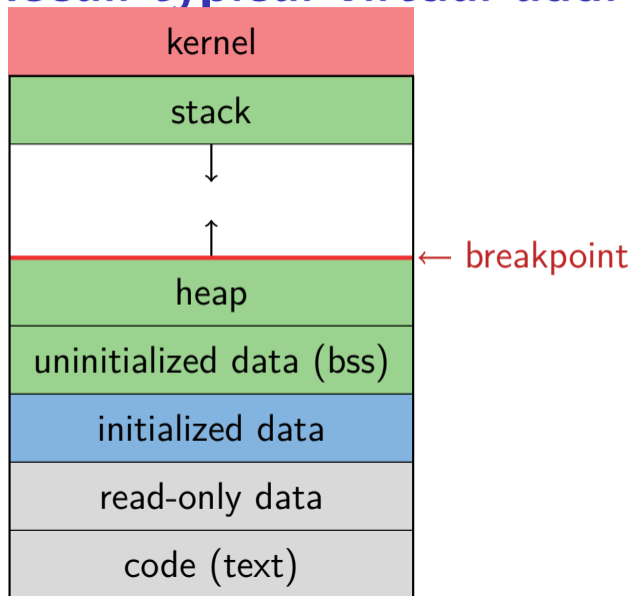 kernel
stack
← breakpoint
heap
uninitialized data (bss)
initialized data
read-only data
code (text)